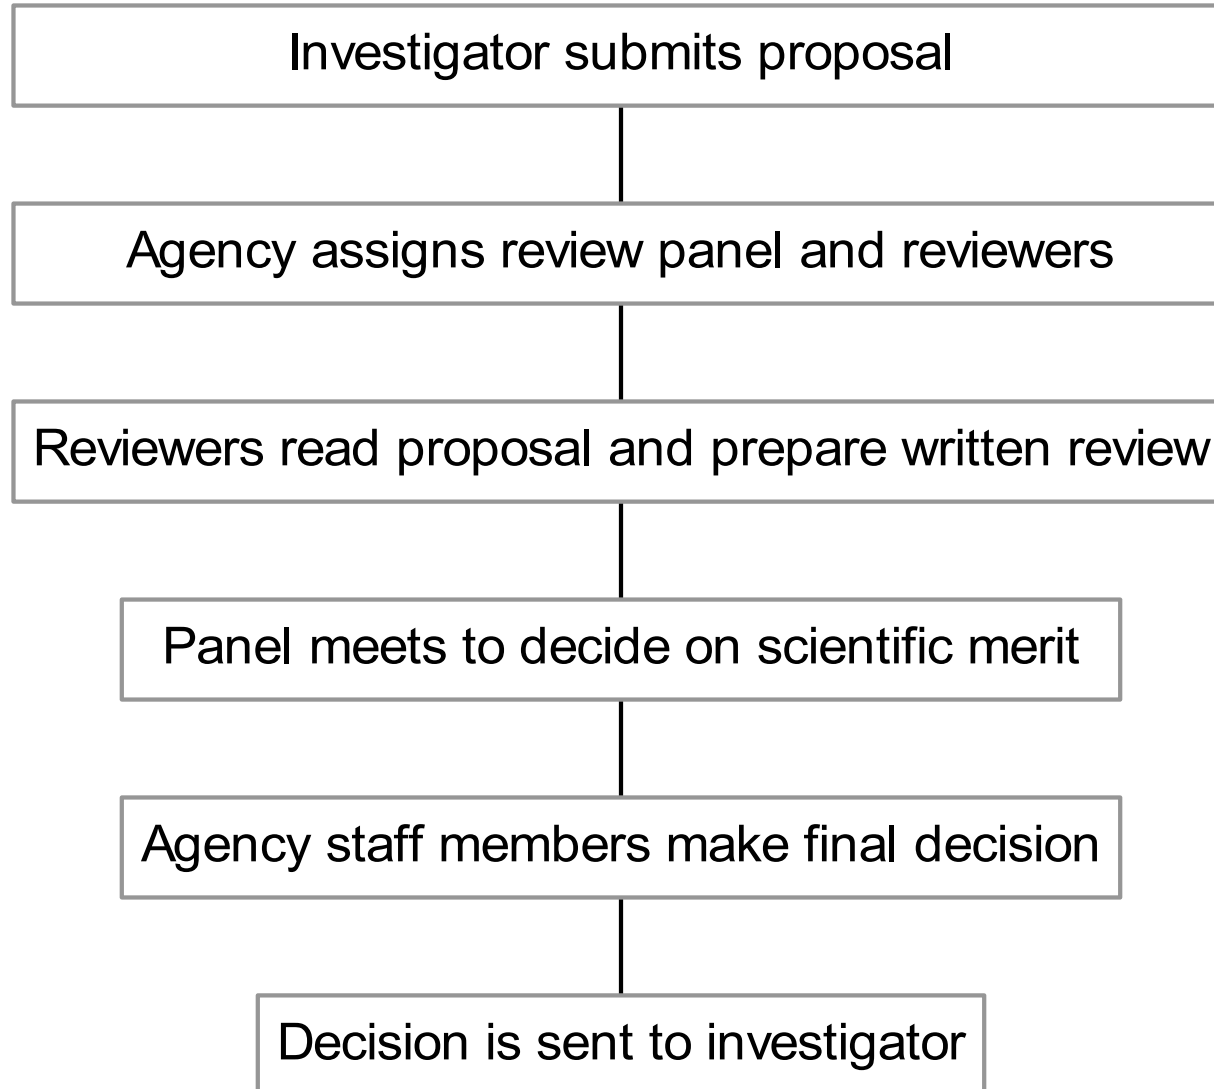 Investigator submits proposal
Agency assigns review panel and reviewers
Reviewers read proposal and prepare written review
Panel meets to decide on scientific merit
Agency staff members make final decision
Decision is sent to investigator